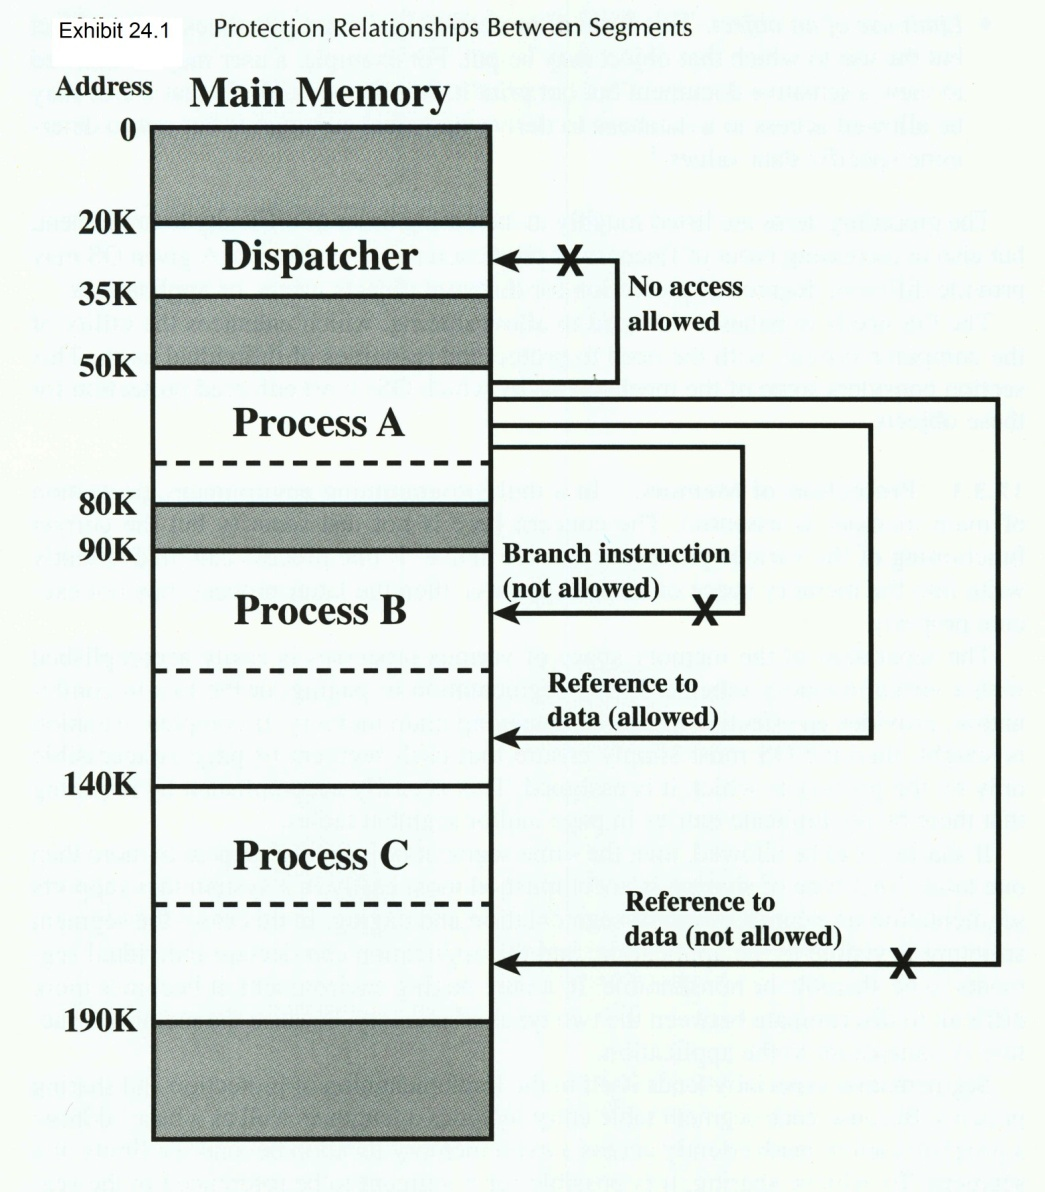 Exhibit 24.1 Protection Relationships Between Segments
Address Main Memory
0
20K
Dispatcher
35K
No access
allowed
50K
Process A
80K
90K
Branch instruction
(not allowed)
Process B
Reference to
data (allowed)
140K
Process C
Reference to
data (not allowed)
190K